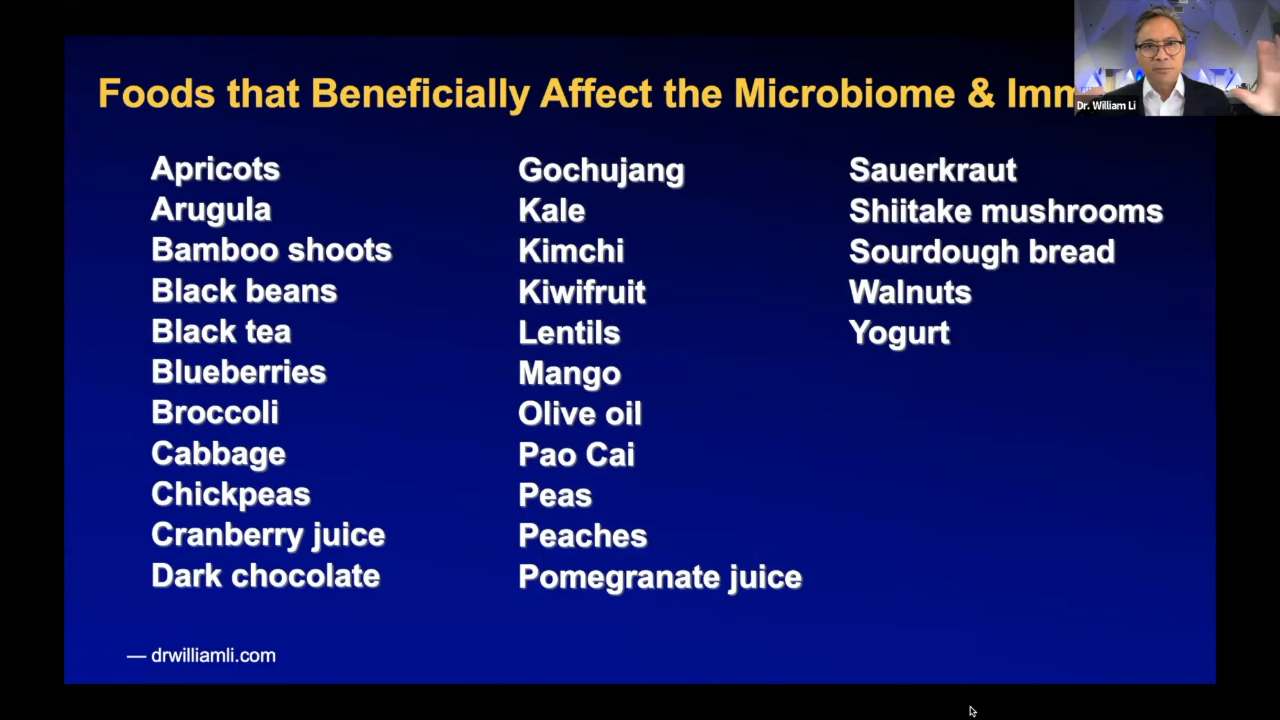 Foods that Beneficially Affect the Microbiome & Imm
Dr. William Li
Apricots
Arugula
Bamboo shoots
Black beans
Black tea
Blueberries
Broccoli
Cabbage
Chickpeas
Cranberry juice
Dark chocolate
Gochujang
Kale
Kimchi
Kiwifruit
Lentils
Mango
Olive oil
Pao Cai
Peas
Peaches
Pomegranate juice
Sauerkraut
Shiitake mushrooms
Sourdough bread
Walnuts
Yogurt
— drwilliamli.com